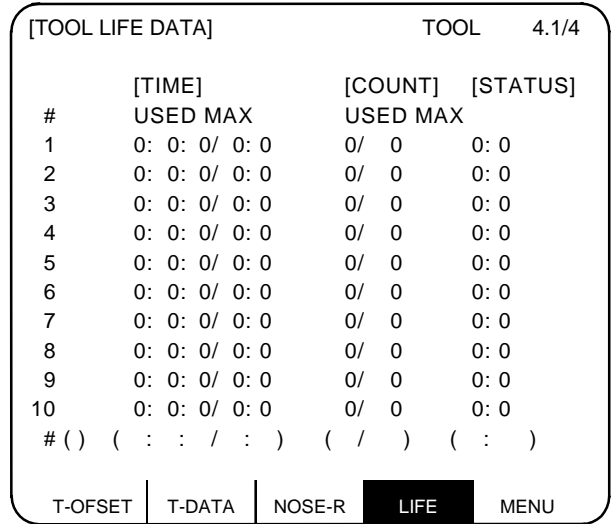 [TOOL LIFE DATA] TOOL 4.1/4
[TIME] [COUNT] [STATUS]
# USED MAX USED MAX
1 0: 0: 0/ 0: 0 0/ 0 0: 0
2 0: 0: 0/ 0: 0 0/ 0 0: 0
3 0: 0: 0/ 0: 0 0/ 0 0: 0
4 0: 0: 0/ 0: 0 0/ 0 0: 0
5 0: 0: 0/ 0: 0 0/ 0 0: 0
6 0: 0: 0/ 0: 0 0/ 0 0: 0
7 0: 0: 0/ 0: 0 0/ 0 0: 0
8 0: 0: 0/ 0: 0 0/ 0 0: 0
9 0: 0: 0/ 0: 0 0/ 0 0: 0
10 0: 0: 0/ 0: 0 0/ 0 0: 0
# ( ) ( : : / : ) ( / ) ( : )
T-OFSET T-DATA NOSE-R LIFE MENU